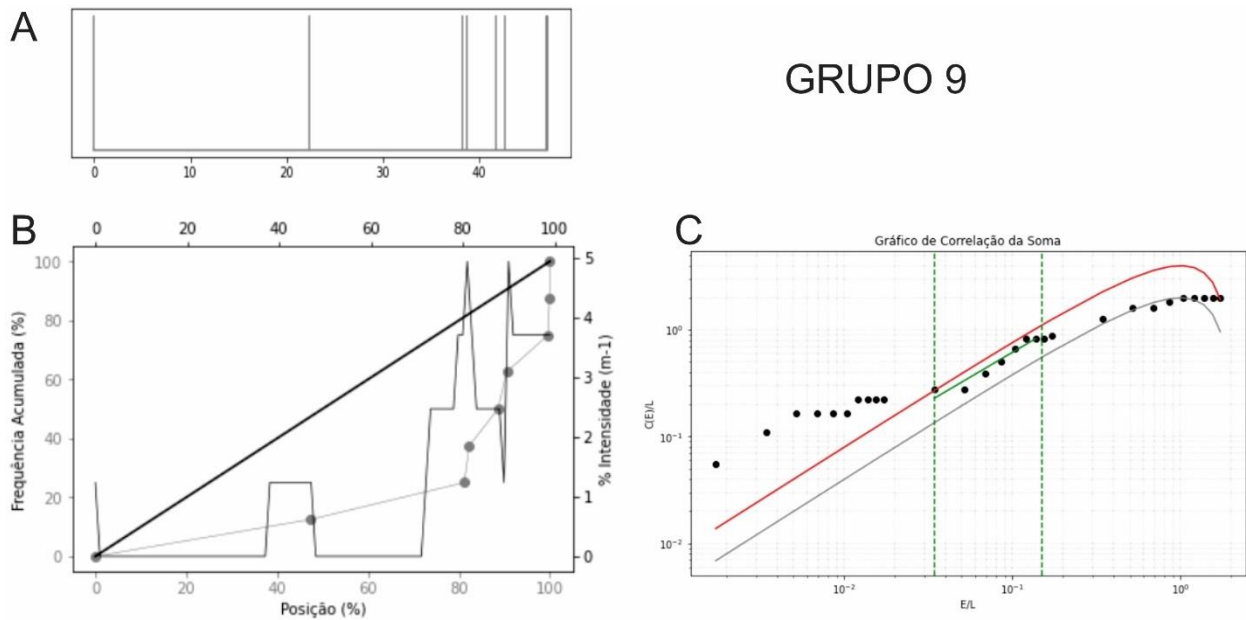 A
GRUPO 9
0 10 20 30 40
B
0 20 40 60 80 100
100
80
60
40
20
0
Frequência Acumulada (%)
5
4
3
2
1
0
% Intensidade (m-1)
0 20 40 60 80 100
Posição (%)
C
Gráfico de Correlação da Soma
10⁰
10⁻¹
10⁻²
C(E)/L
10⁻² 10⁻¹ 10⁰
E/L